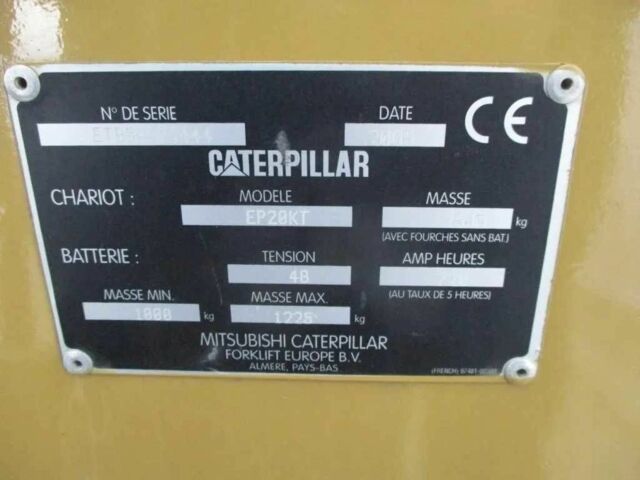 N° DE SERIE
DATE
CE
CATERPILLAR
CHARIOT :
MODELE
EP20KT
MASSE
kg
(AVEC FOURCHES SANS BAT.)
BATTERIE :
TENSION
48
AMP HEURES
(AU TAUX DE 5 HEURES)
MASSE MIN.
1000 kg
MASSE MAX.
1225 kg
MITSUBISHI CATERPILLAR
FORKLIFT EUROPE B.V.
ALMERE, PAYS-BAS
(FRENCH)